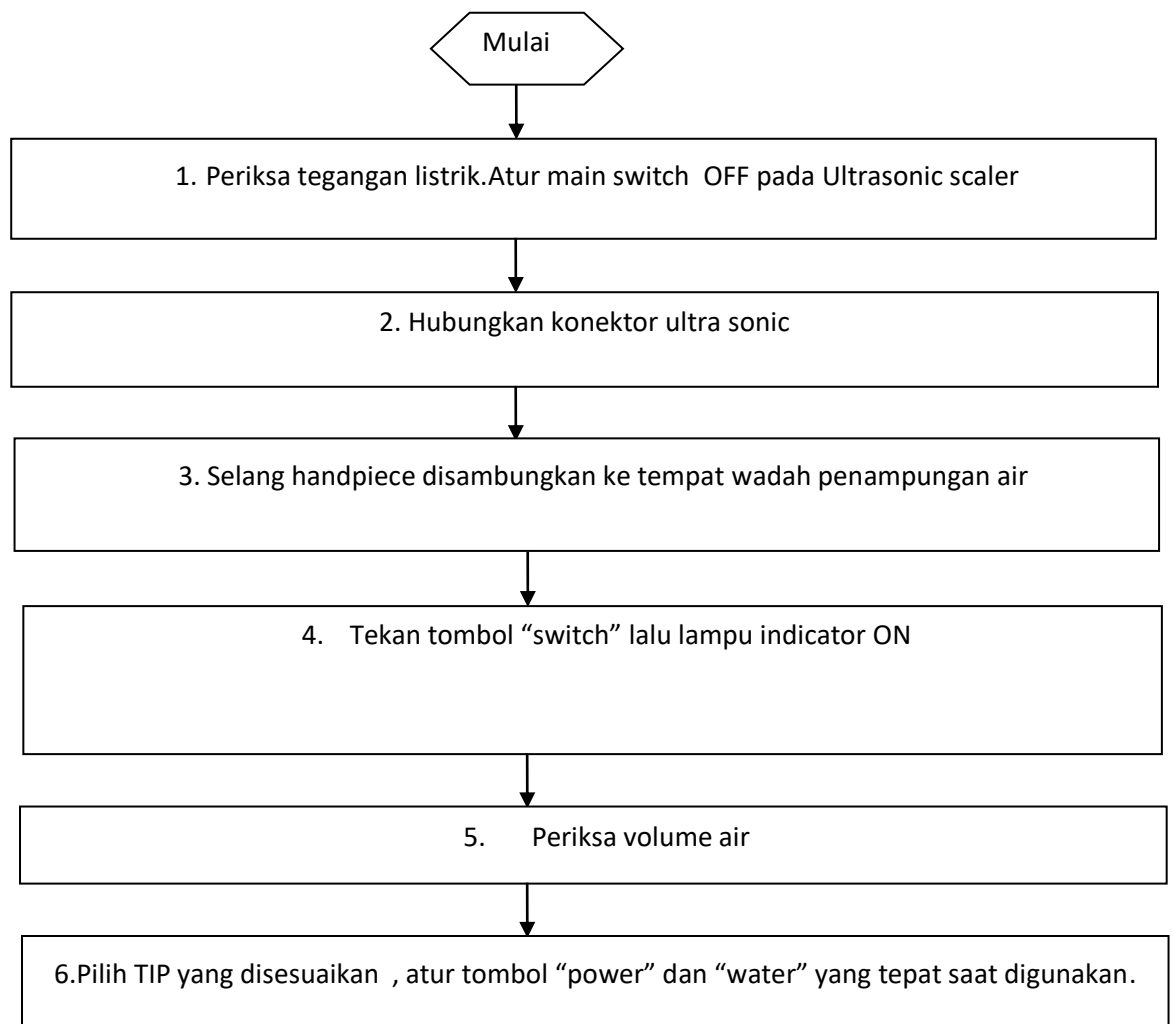 Mulai
1. Periksa tegangan listrik.Atur main switch  OFF pada Ultrasonic scaler
2. Hubungkan konektor ultra sonic
3. Selang handpiece disambungkan ke tempat wadah penampungan air
4. Tekan tombol “switch” lalu lampu indicator ON
5. Periksa volume air
6.Pilih TIP yang disesuaikan  , atur tombol “power” dan “water” yang tepat saat digunakan.